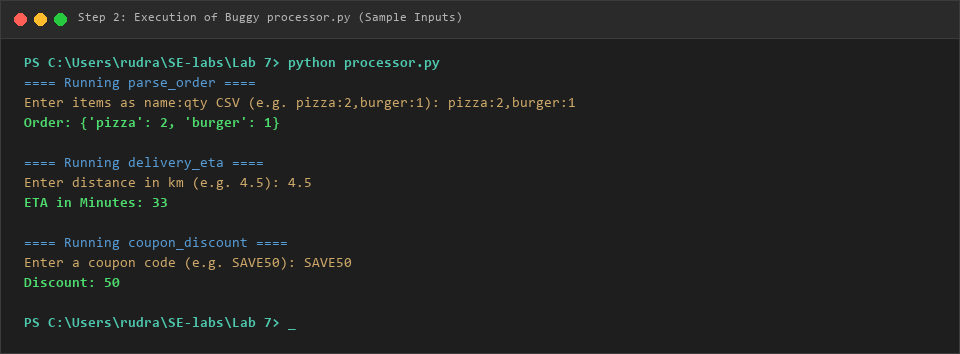 Step 2: Execution of Buggy processor.py (Sample Inputs)
PS C:\Users\rudra\SE-labs\Lab 7> python processor.py
==== Running parse_order ====
Enter items as name:qty CSV (e.g. pizza:2,burger:1): pizza:2,burger:1
Order: {'pizza': 2, 'burger': 1}
==== Running delivery_eta ====
Enter distance in km (e.g. 4.5): 4.5
ETA in Minutes: 33
==== Running coupon_discount ====
Enter a coupon code (e.g. SAVE50): SAVE50
Discount: 50
PS C:\Users\rudra\SE-labs\Lab 7> _